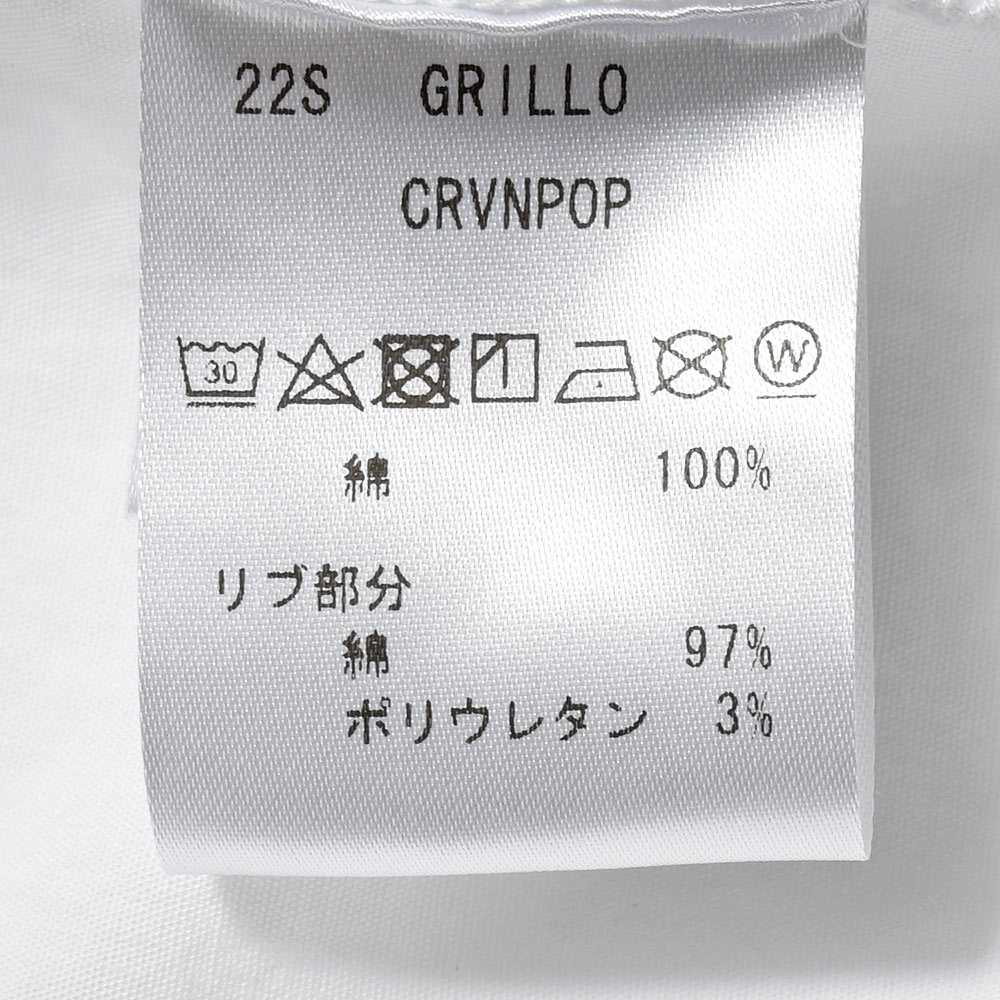 22S GRILLO
CRVNPOP
30 W
綿 100%
リブ部分
綿 97%
ポリウレタン 3%